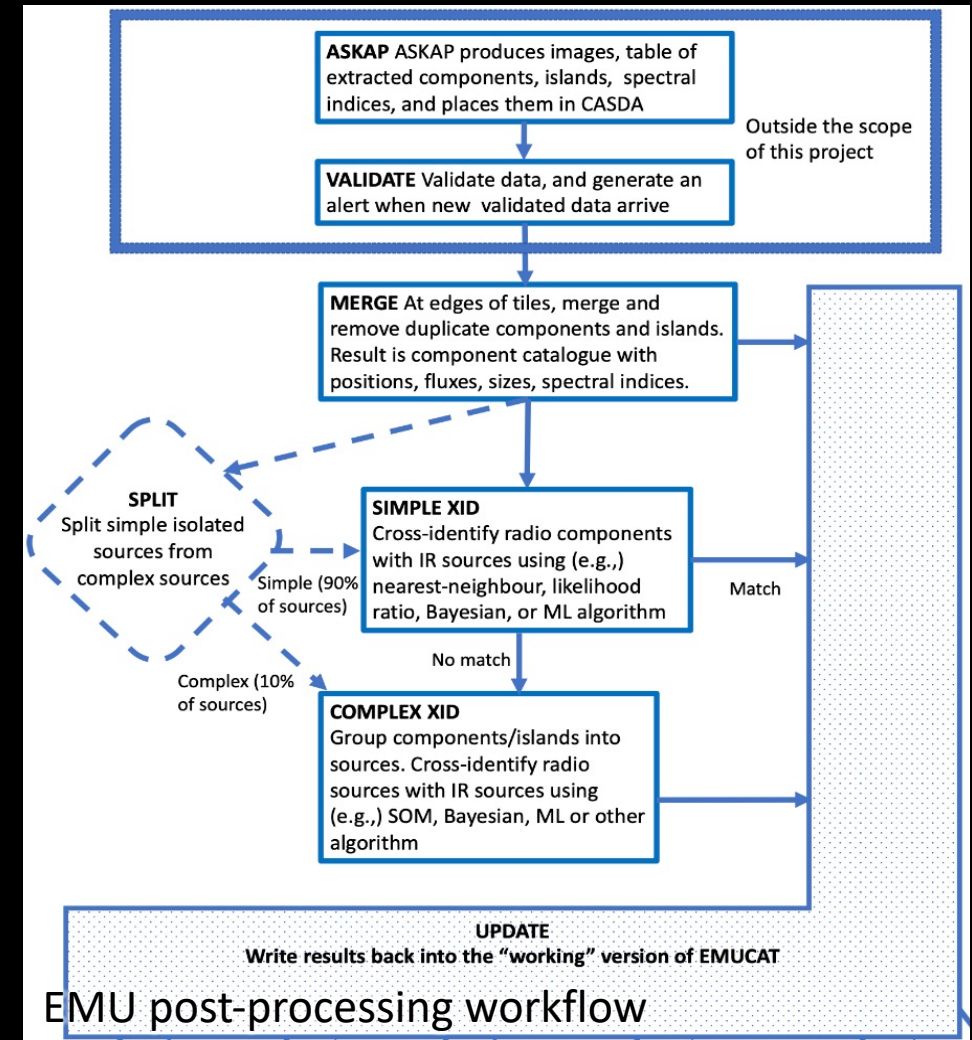 ASKAP ASKAP produces images, table of
extracted components, islands, spectral
indices, and places them in CASDA
Outside the scope
of this project
VALIDATE Validate data, and generate an
alert when new validated data arrive
MERGE At edges of tiles, merge and
remove duplicate components and islands.
Result is component catalogue with
positions, fluxes, sizes, spectral indices.
SPLIT
Split simple isolated
sources from
complex sources
Simple (90%
of sources)
SIMPLE XID
Cross-identify radio components
with IR sources using (e.g.,)
nearest-neighbour, likelihood
ratio, Bayesian, or ML algorithm
Match
No match
Complex (10%
of sources)
COMPLEX XID
Group components/islands into
sources. Cross-identify radio
sources with IR sources using
(e.g.,) SOM, Bayesian, ML or other
algorithm
UPDATE
Write results back into the “working” version of EMUCAT
EMU post-processing workflow